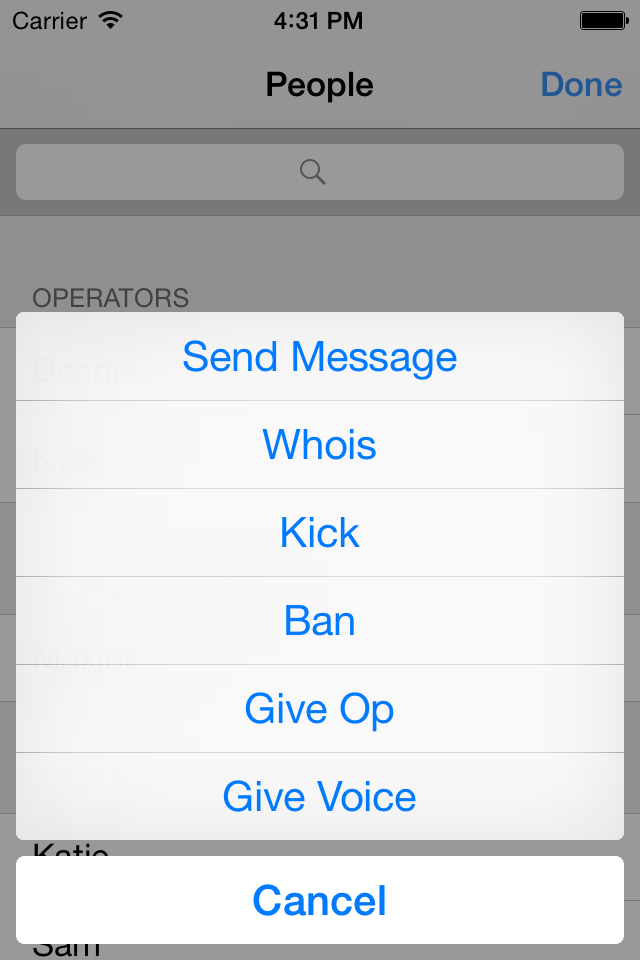 Carrier 4:31 PM
People Done
OPERATORS
Send Message
Dennis
Whois
Kyle
Kick
Ban
Maxine
Give Op
Give Voice
Katie
Cancel
Sam